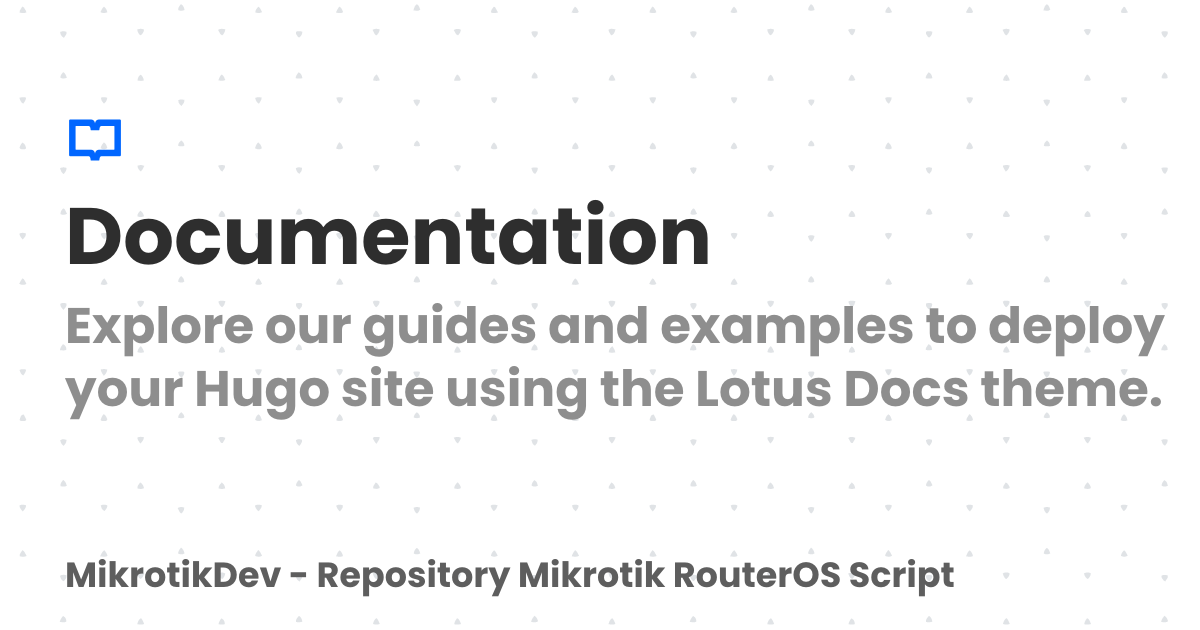 Documentation
Explore our guides and examples to deploy
your Hugo site using the Lotus Docs theme.
MikrotikDev - Repository Mikrotik RouterOS Script